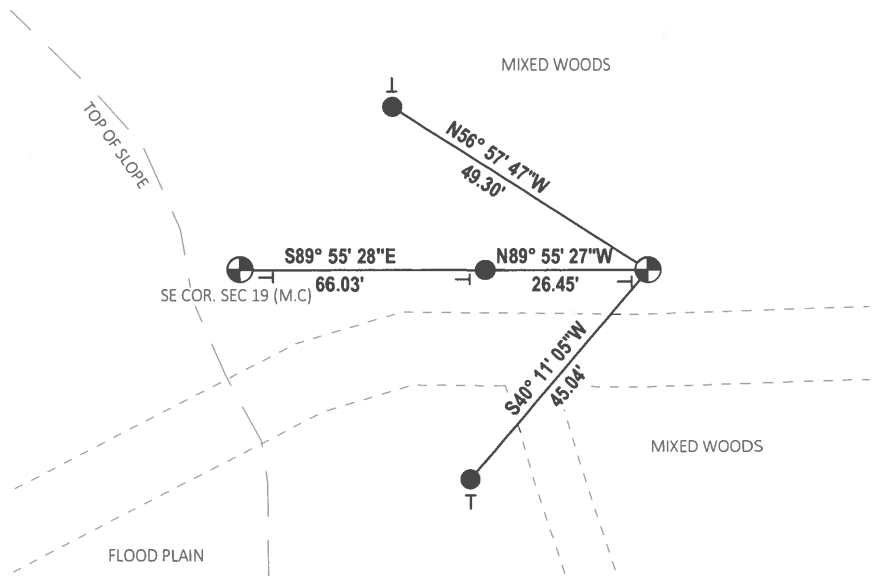 MIXED WOODS
TOP OF SLOPE
N56° 57' 47"W
49.30'
S89° 55' 28"E
66.03'
N89° 55' 27"W
26.45'
SE COR. SEC 19 (M.C)
S40° 11' 05"W
45.04'
MIXED WOODS
FLOOD PLAIN